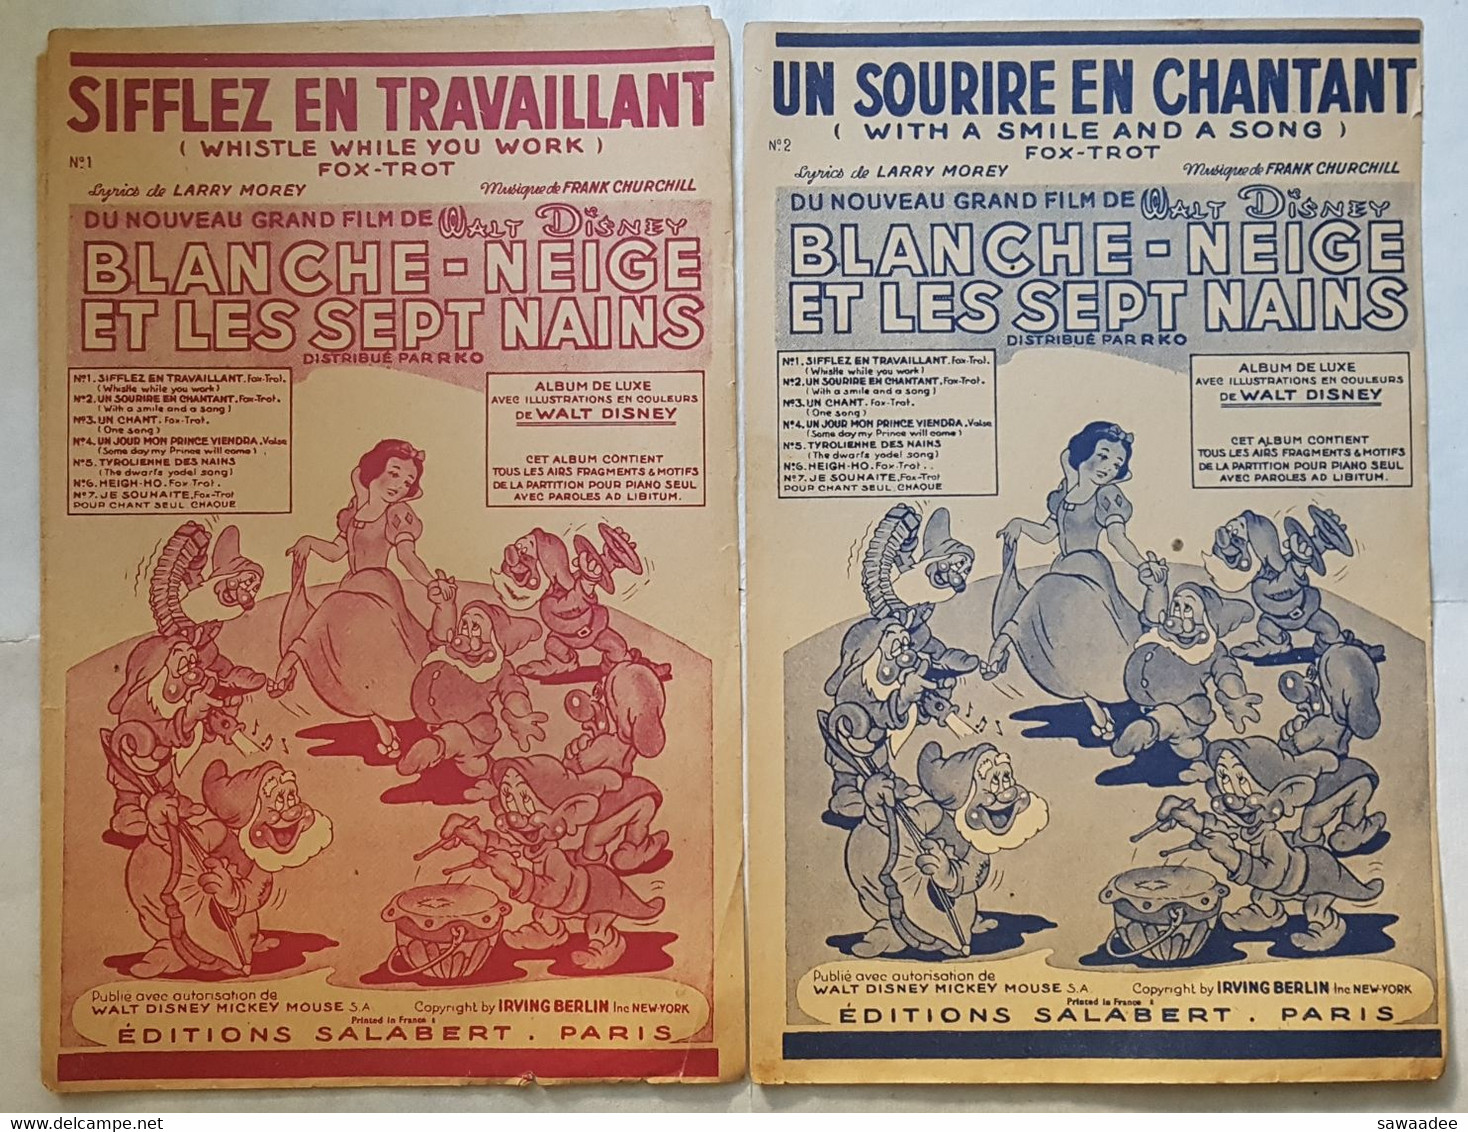 SIFFLEZ EN TRAVAILLANT
( WHISTLE WHILE YOU WORK )
Nº1
FOX-TROT
Lyrics de LARRY MOREY
Musique de FRANK CHURCHILL
DU NOUVEAU GRAND FILM DE WALT DISNEY
BLANCHE-NEIGE
ET LES SEPT NAINS
DISTRIBUÉ PAR RKO
Nº1. SIFFLEZ EN TRAVAILLANT. Fox-Trot.
(Whistle while you work)
Nº2. UN SOURIRE EN CHANTANT. Fox-Trot.
(With a smile and a song)
Nº3. UN CHANT. Fox-Trot.
(One song)
Nº4. UN JOUR MON PRINCE VIENDRA. Valse
(Some day my Prince will come)
Nº5. TYROLIENNE DES NAINS
(The dwarfs yodel song)
Nº6. HEIGH-HO. Fox Trot.
Nº7. JE SOUHAITE. Fox-Trot
POUR CHANT SEUL CHAQUE
ALBUM DE LUXE
AVEC ILLUSTRATIONS EN COULEURS
DE WALT DISNEY
CET ALBUM CONTIENT
TOUS LES AIRS FRAGMENTS & MOTIFS
DE LA PARTITION POUR PIANO SEUL
AVEC PAROLES AD LIBITUM.
Publié avec autorisation de
WALT DISNEY MICKEY MOUSE S.A.
Copyright by IRVING BERLIN Inc NEW-YORK
Printed in France
ÉDITIONS SALABERT . PARIS
UN SOURIRE EN CHANTANT
( WITH A SMILE AND A SONG )
Nº2
FOX-TROT
Lyrics de LARRY MOREY
Musique de FRANK CHURCHILL
DU NOUVEAU GRAND FILM DE WALT DISNEY
BLANCHE-NEIGE
ET LES SEPT NAINS
DISTRIBUÉ PAR RKO
Nº1. SIFFLEZ EN TRAVAILLANT. Fox-Trot.
(Whistle while you work)
Nº2. UN SOURIRE EN CHANTANT. Fox-Trot.
(With a smile and a song)
Nº3. UN CHANT. Fox-Trot.
(One song)
Nº4. UN JOUR MON PRINCE VIENDRA. Valse
(Some day my Prince will come)
Nº5. TYROLIENNE DES NAINS
(The dwarfs yodel song)
Nº6. HEIGH-HO. Fox Trot. .
Nº7. JE SOUHAITE. Fox-Trot
POUR CHANT SEUL CHAQUE
ALBUM DE LUXE
AVEC ILLUSTRATIONS EN COULEURS
DE WALT DISNEY
CET ALBUM CONTIENT
TOUS LES AIRS FRAGMENTS & MOTIFS
DE LA PARTITION POUR PIANO SEUL
AVEC PAROLES AD LIBITUM.
Publié avec autorisation de
WALT DISNEY MICKEY MOUSE S.A.
Copyright by IRVING BERLIN Inc NEW-YORK
Printed in France
ÉDITIONS SALABERT . PARIS
delcampe.net
sawaadee